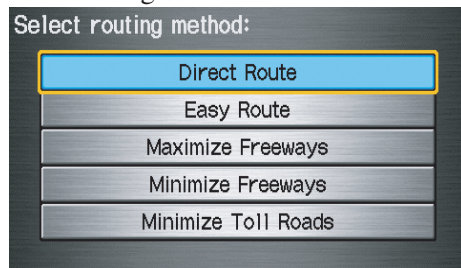 Select routing method:
Direct Route
Easy Route
Maximize Freeways
Minimize Freeways
Minimize Toll Roads